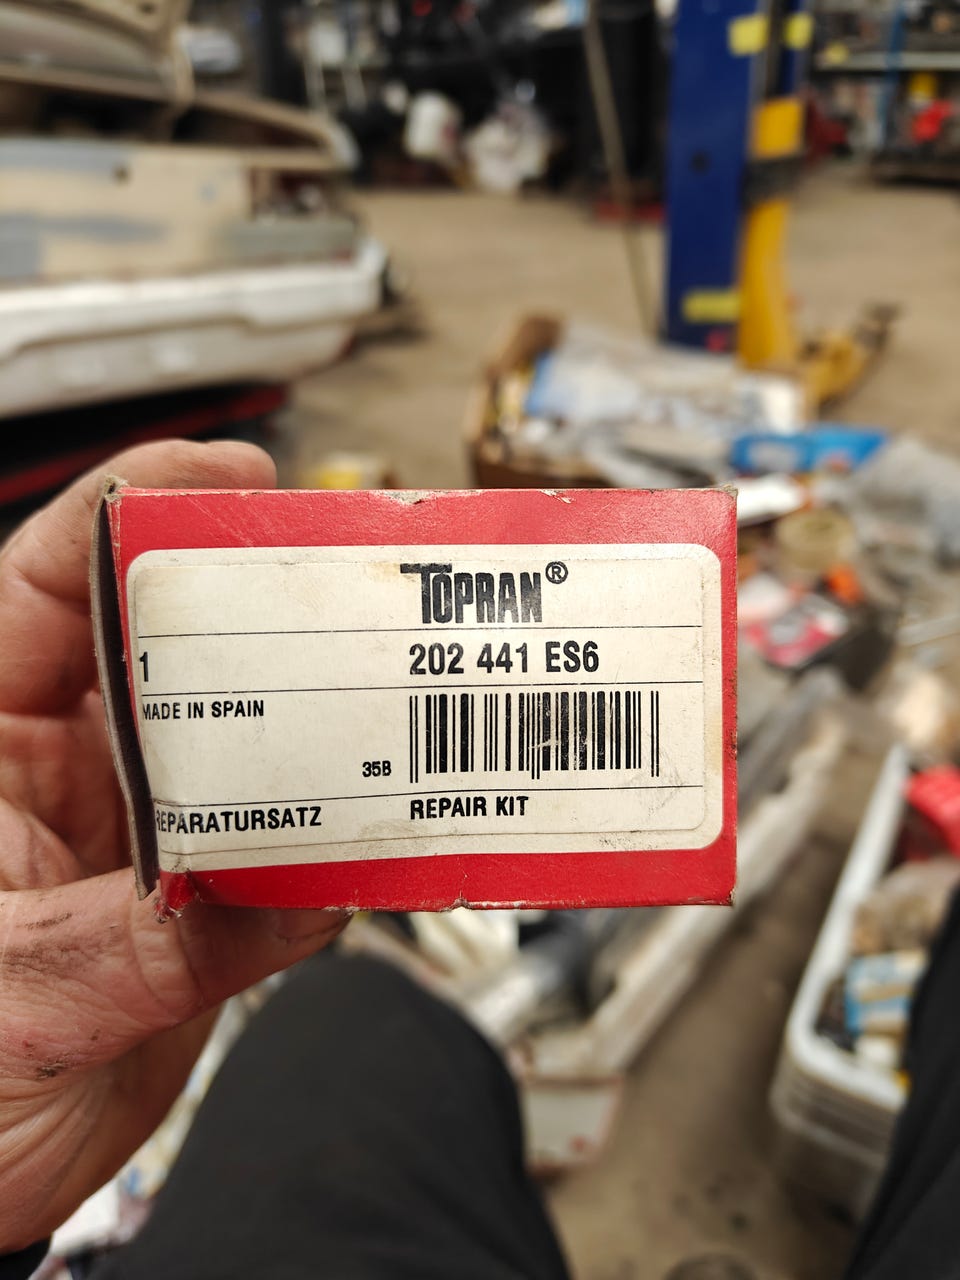 TOPRAN®
1 202 441 ES6
MADE IN SPAIN
35B
REPARATURSATZ REPAIR KIT